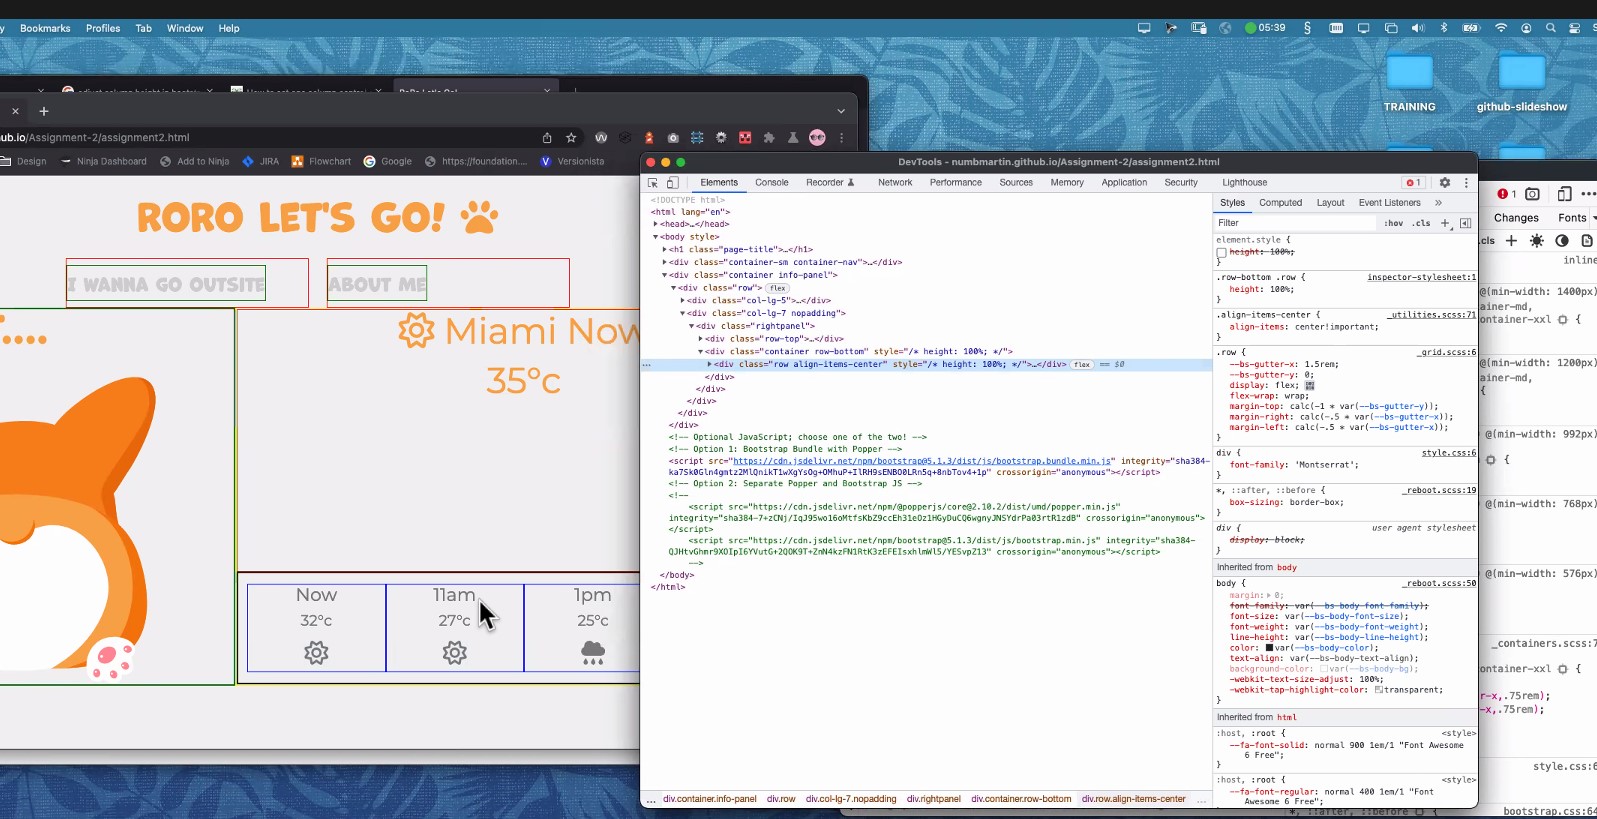 Bookmarks Profiles Tab Window Help
05:39
TRAINING
github-slideshow
RoRo Let's Go!
hub.io/Assignment-2/assignment2.html
Design Ninja Dashboard Add to Ninja JIRA Flowchart Google https://foundation.... Versionista
RORO LET'S GO!
I WANNA GO OUTSITE
ABOUT ME
Miami Now
35°c
Now 11am 1pm
32°c 27°c 25°c
DevTools - numbmartin.github.io/Assignment-2/assignment2.html
Elements Console Recorder Network Performance Sources Memory Application Security Lighthouse 1
<!DOCTYPE html>
<html lang="en">
<head>…</head>
<body style>
<h1 class="page-title">…</h1>
<div class="container-sm container-nav">…</div>
<div class="container info-panel">
<div class="row"> flex
<div class="col-lg-5">…</div>
<div class="col-lg-7 nopadding">
<div class="rightpanel">
<div class="row-top">…</div>
<div class="container row-bottom" style="/* height: 100%; */">
<div class="row align-items-center" style="/* height: 100%; */">…</div> flex == $0
</div>
</div>
</div>
</div>
</div>
<!-- Optional JavaScript; choose one of the two! -->
<!-- Option 1: Bootstrap Bundle with Popper -->
<script src="https://cdn.jsdelivr.net/npm/bootstrap@5.1.3/dist/js/bootstrap.bundle.min.js" integrity="sha384-
ka7Sk0Gln4gmtz2MlQnikT1wXgYsOg+OMhuP+IlRH9sENBO0LRn5q+8nbTov4+1p" crossorigin="anonymous"></script>
<!-- Option 2: Separate Popper and Bootstrap JS -->
<!--
<script src="https://cdn.jsdelivr.net/npm/@popperjs/core@2.10.2/dist/umd/popper.min.js"
integrity="sha384-7+zCNj/IqJ95wo16oMtfsKbZ9ccEh31eOz1HGyDuCQ6wgnyJNSYdrPa03rtR1zdB" crossorigin="anonymous">
</script>
<script src="https://cdn.jsdelivr.net/npm/bootstrap@5.1.3/dist/js/bootstrap.min.js" integrity="sha384-
QJHtvGhmr9XOIpI6YVutG+2QOK9T+ZnN4kzFN1RtK3zEFEIsxhlmWl5/YESvpZ13" crossorigin="anonymous"></script>
-->
</body>
</html>
div.container.info-panel div.row div.col-lg-7.nopadding div.rightpanel div.container.row-bottom div.row.align-items-center
Styles Computed Layout Event Listeners
Filter :hov .cls
element.style {
height: 100%;
}
.row-bottom .row { inspector-stylesheet:1
height: 100%;
}
.align-items-center { _utilities.scss:71
align-items: center!important;
}
.row { _grid.scss:6
--bs-gutter-x: 1.5rem;
--bs-gutter-y: 0;
display: flex;
flex-wrap: wrap;
margin-top: calc(-1 * var(--bs-gutter-y));
margin-right: calc(-.5 * var(--bs-gutter-x));
margin-left: calc(-.5 * var(--bs-gutter-x));
}
div { style.css:6
font-family: 'Montserrat';
}
*, ::after, ::before { _reboot.scss:19
box-sizing: border-box;
}
div { user agent stylesheet
display: block;
}
Inherited from body
body { _reboot.scss:50
margin: 0;
font-family: var(--bs-body-font-family);
font-size: var(--bs-body-font-size);
font-weight: var(--bs-body-font-weight);
line-height: var(--bs-body-line-height);
color: var(--bs-body-color);
text-align: var(--bs-body-text-align);
background-color: var(--bs-body-bg);
-webkit-text-size-adjust: 100%;
-webkit-tap-highlight-color: transparent;
}
Inherited from html
:host, :root { <style>
--fa-font-solid: normal 900 1em/1 "Font Awesome
6 Free";
}
:host, :root { <style>
--fa-font-regular: normal 400 1em/1 "Font
Awesome 6 Free";
1
Changes Fonts
.cls
inline
@(min-width: 1400px)
container-md,
container-xxl {
@(min-width: 1200px)
container-md,
{
@(min-width: 992px)
{
@(min-width: 768px)
@(min-width: 576px)
_containers.scss:7
container-xxl {
r-x,.75rem);
-x,.75rem);
style.css:6
*, ::after, ::before { bootstrap.css:64